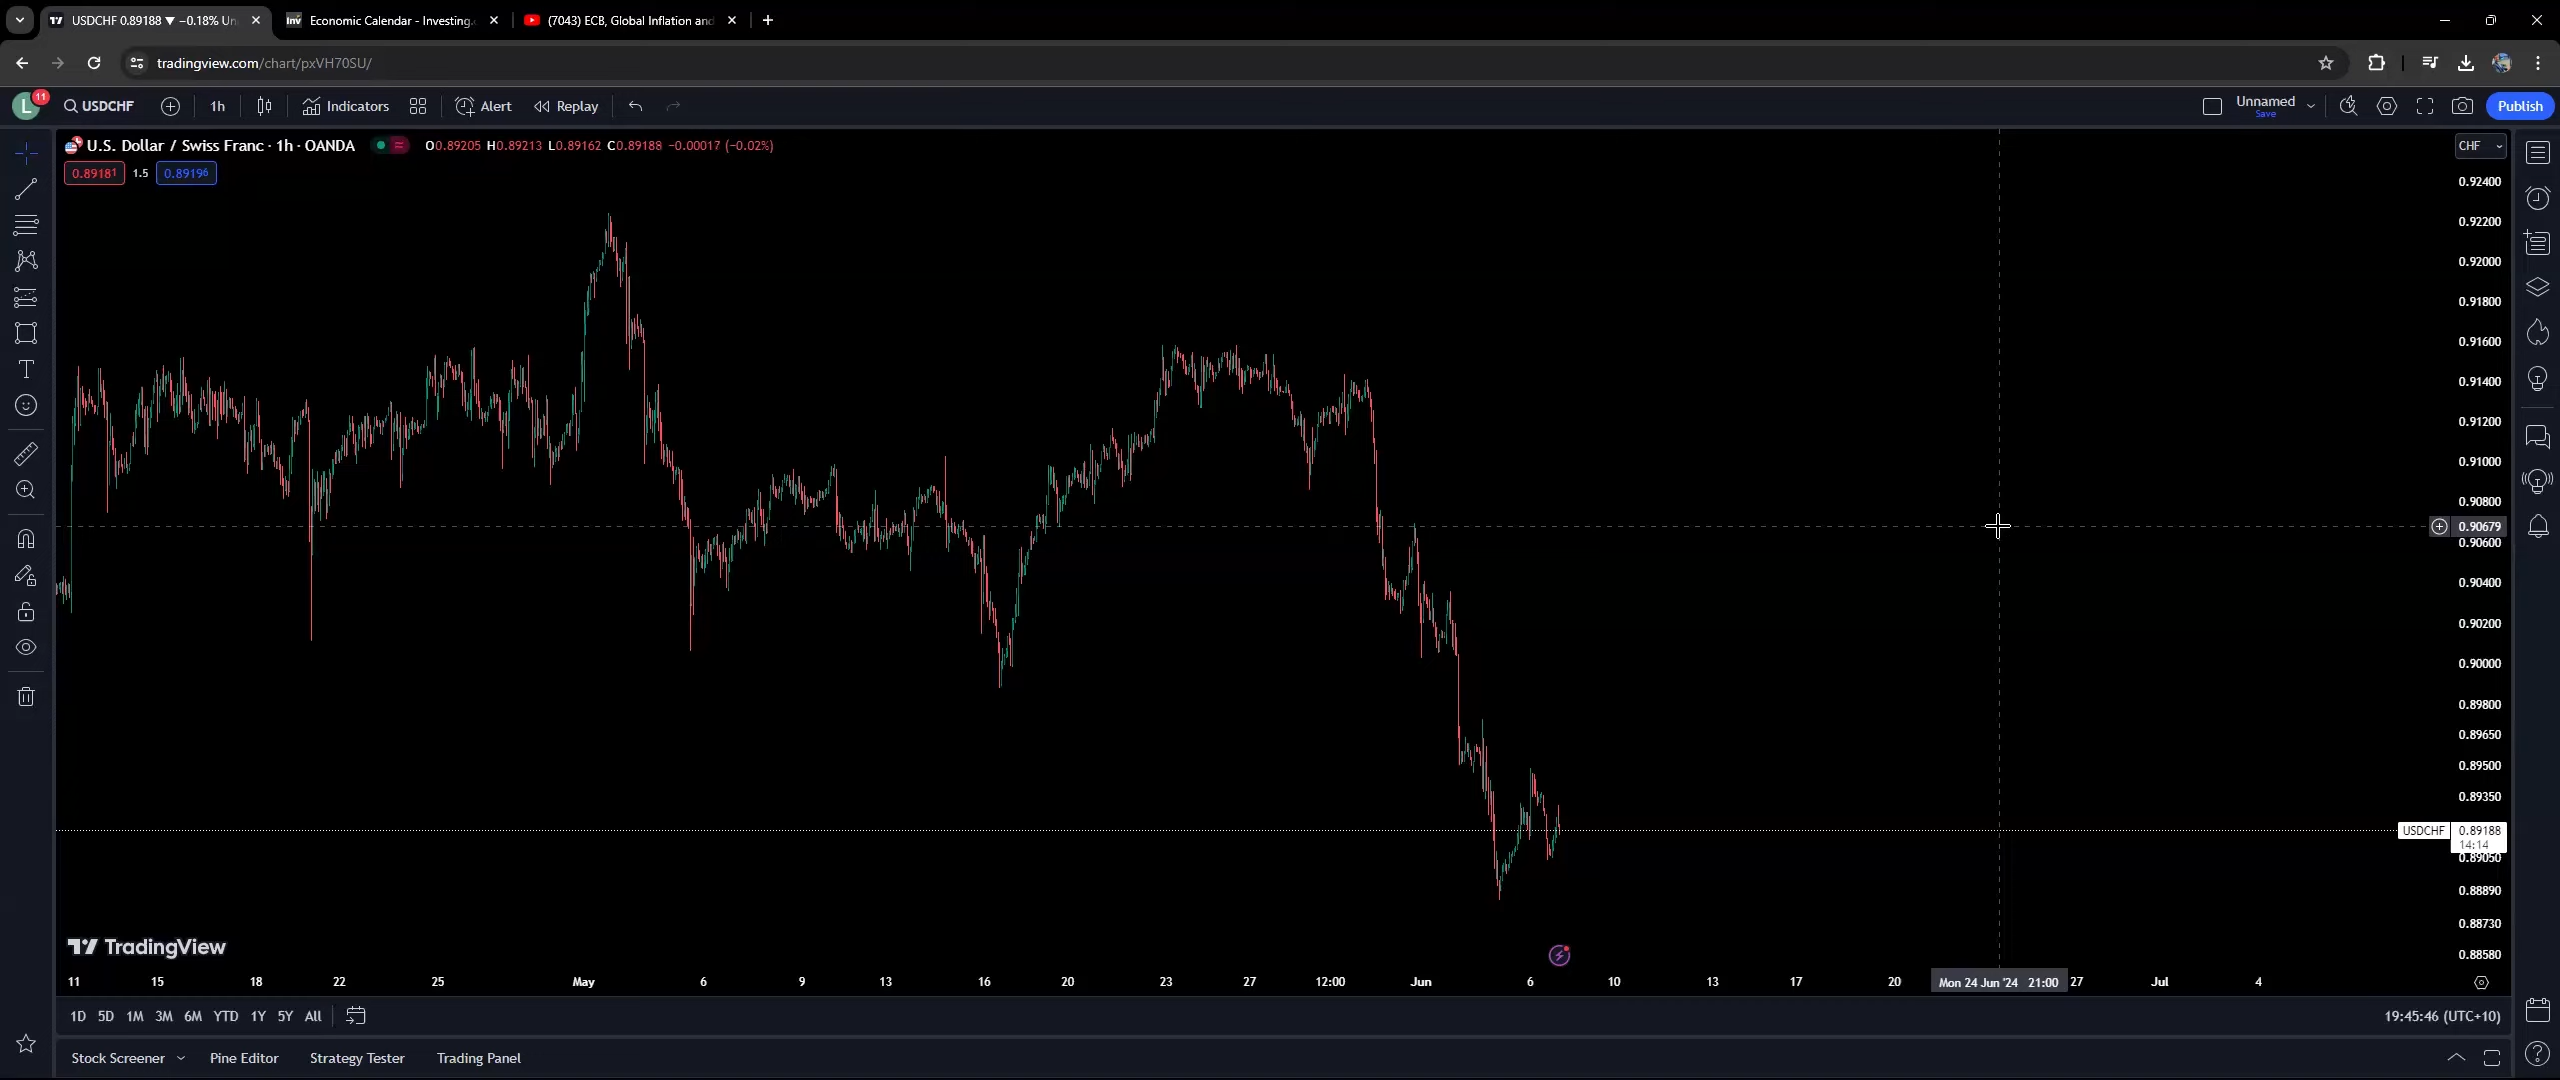 USDCHF 0.89188 ▼ −0.18% Un
Economic Calendar - Investing.c
(7043) ECB, Global Inflation and
tradingview.com/chart/pxVH70SU/
L 11 USDCHF 1h Indicators Alert Replay Unnamed Save Publish
U.S. Dollar / Swiss Franc · 1h · OANDA O0.89205 H0.89213 L0.89162 C0.89188 −0.00017 (−0.02%)
0.89181 1.5 0.89196
CHF
0.92400
0.92200
0.92000
0.91800
0.91600
0.91400
0.91200
0.91000
0.90800
0.90679
0.90600
0.90400
0.90200
0.90000
0.89800
0.89650
0.89500
0.89350
USDCHF 0.89188
14:14
0.89050
0.88890
0.88730
0.88580
TradingView
11 15 18 22 25 May 6 9 13 16 20 23 27 12:00 Jun 6 10 13 17 20 Mon 24 Jun '24 21:00 27 Jul 4
1D 5D 1M 3M 6M YTD 1Y 5Y All 19:45:46 (UTC+10)
Stock Screener Pine Editor Strategy Tester Trading Panel